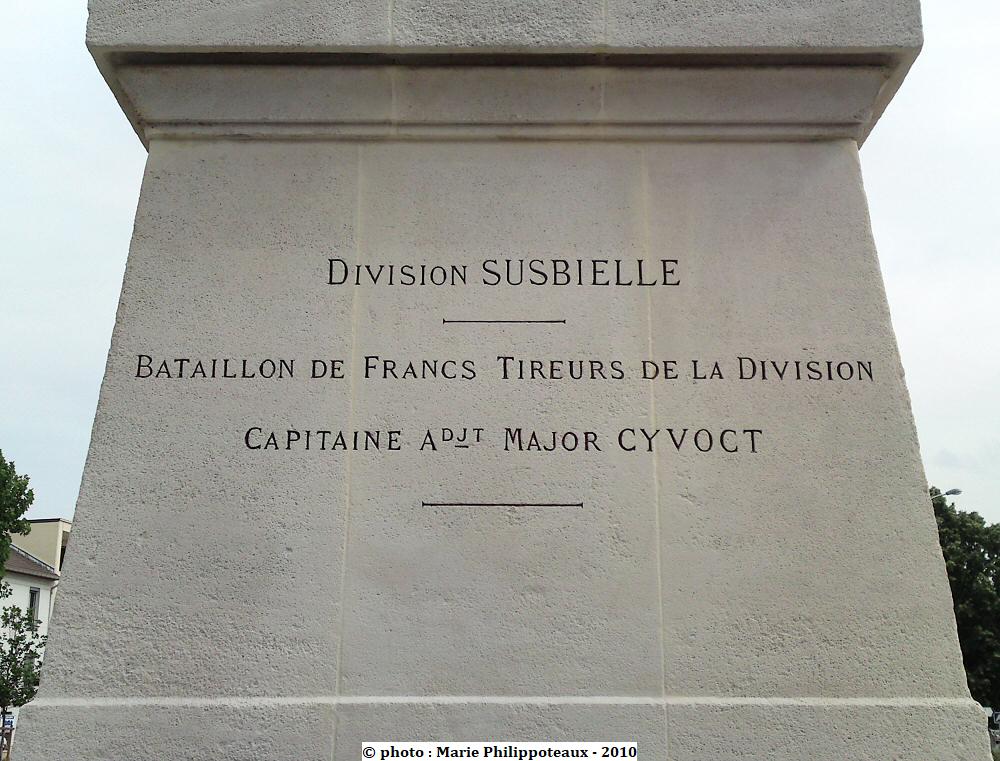 Division SUSBIELLE
Bataillon de Francs Tireurs de la Division
Capitaine Adjt Major CYVOCT
© photo : Marie Philippoteaux - 2010